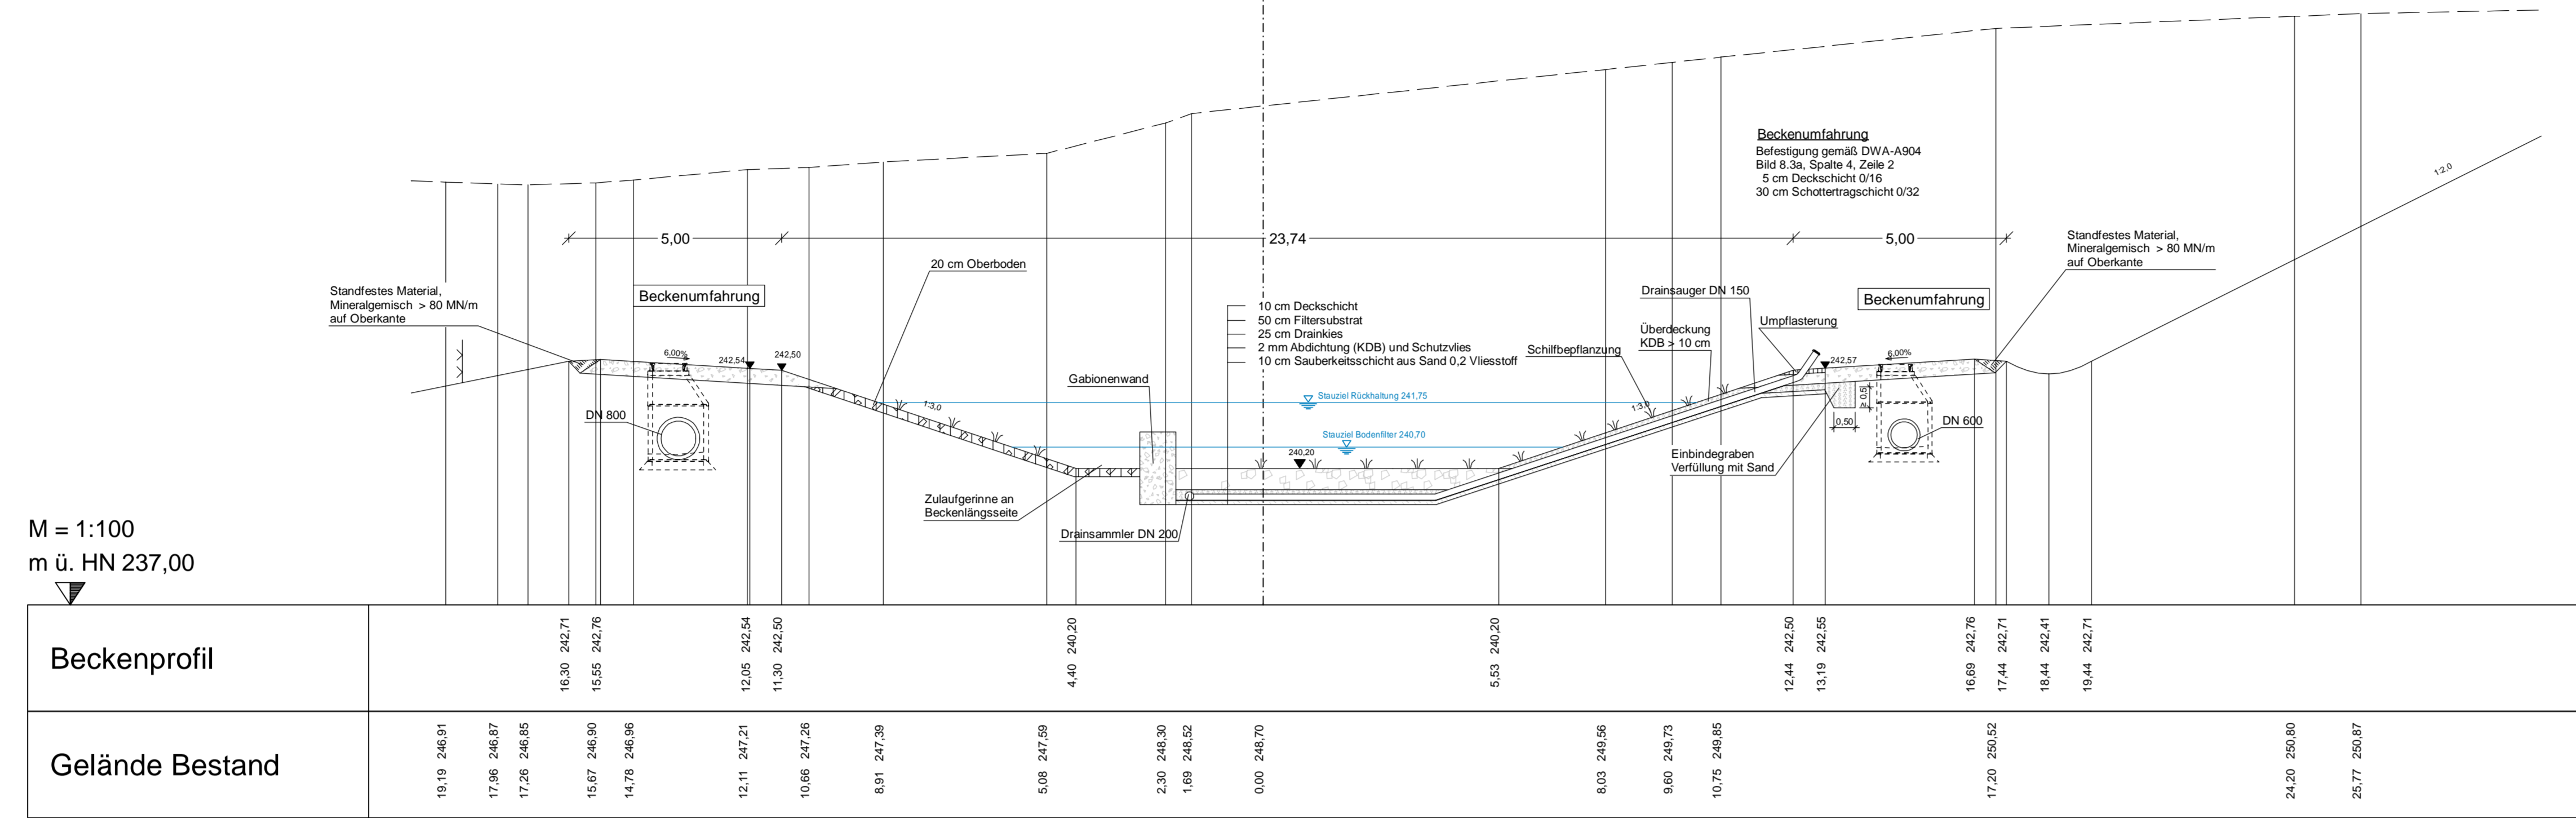 Beckenumfahrung
Befestigung gemäß DWA-A904
Bild 8.3a, Spalte 4, Zeile 2
5 cm Deckschicht 0/16
30 cm Schottertragschicht 0/32
1:2,0
5,00
23,74
5,00
Standfestes Material,
Mineralgemisch > 80 MN/m
auf Oberkante
20 cm Oberboden
Standfestes Material,
Mineralgemisch > 80 MN/m
auf Oberkante
Beckenumfahrung
10 cm Deckschicht
50 cm Filtersubstrat
25 cm Drainkies
2 mm Abdichtung (KDB) und Schutzvlies
10 cm Sauberkeitsschicht aus Sand 0,2 Vliesstoff
Drainsauger DN 150
Beckenumfahrung
Umpflasterung
Überdeckung
KDB > 10 cm
Schilfbepflanzung
6,00%
242,54
242,50
242,57
6,00%
Gabionenwand
1:3,0
Stauziel Rückhaltung 241,75
1:3,0
≥ 0,5
DN 800
0,50
DN 600
Stauziel Bodenfilter 240,70
240,20
Einbindegraben
Verfüllung mit Sand
Zulaufgerinne an
Beckenlängsseite
Drainsammler DN 200
M = 1:100
m ü. HN 237,00
Beckenprofil
16,30 242,71
15,55 242,76
12,05 242,54
11,30 242,50
4,40 240,20
5,53 240,20
12,44 242,50
13,19 242,55
16,69 242,76
17,44 242,71
18,44 242,41
19,44 242,71
Gelände Bestand
19,19 246,91
17,96 246,87
17,26 246,85
15,67 246,90
14,78 246,96
12,11 247,21
10,66 247,26
8,91 247,39
5,08 247,59
2,30 248,30
1,69 248,52
0,00 248,70
8,03 249,56
9,60 249,73
10,75 249,85
17,20 250,52
24,20 250,80
25,77 250,87